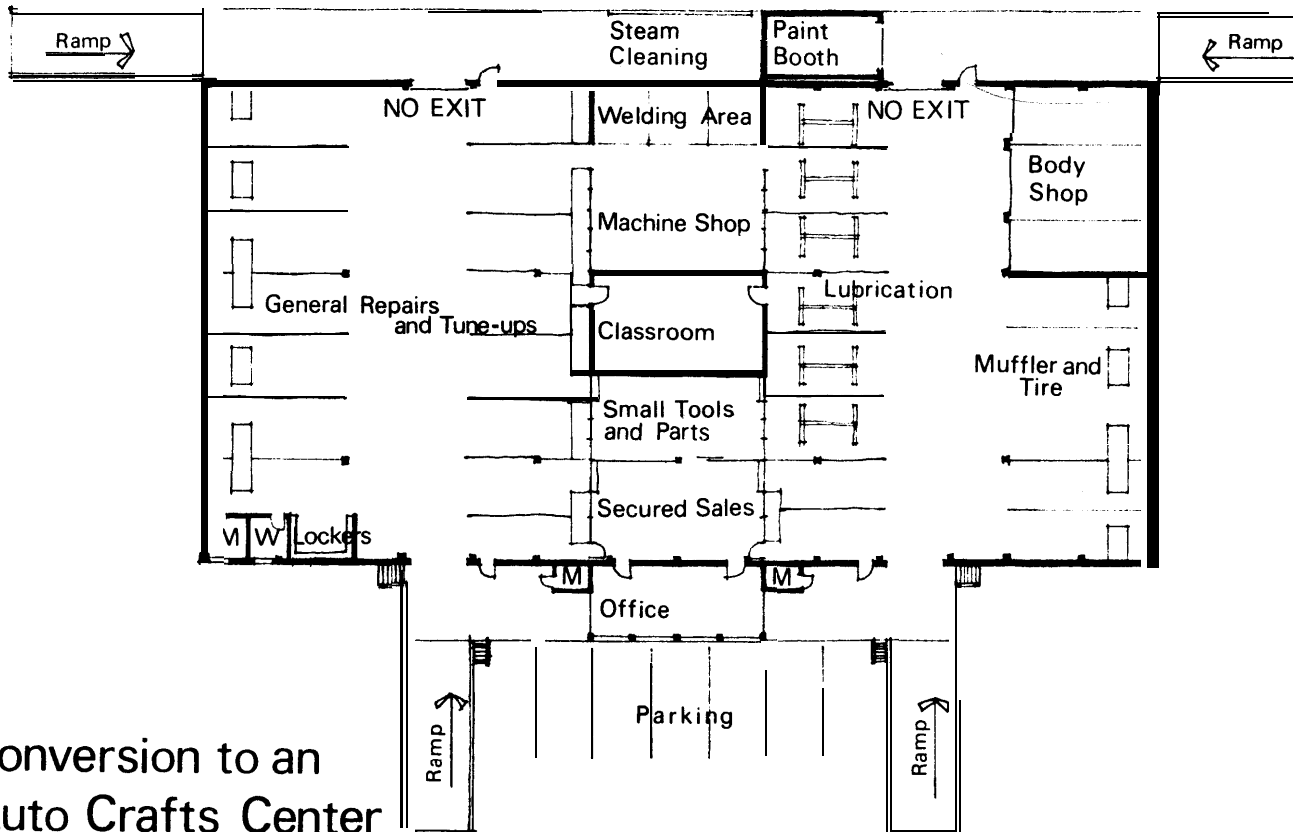 Ramp
Steam
Cleaning
Paint
Booth
Ramp
NO EXIT
Welding Area
NO EXIT
Body
Shop
Machine Shop
General Repairs
and Tune-ups
Lubrication
Classroom
Muffler and
Tire
Small Tools
and Parts
Secured Sales
M W Lockers
M
M
Office
Parking
Ramp
Ramp
onversion to an
uto Crafts Center